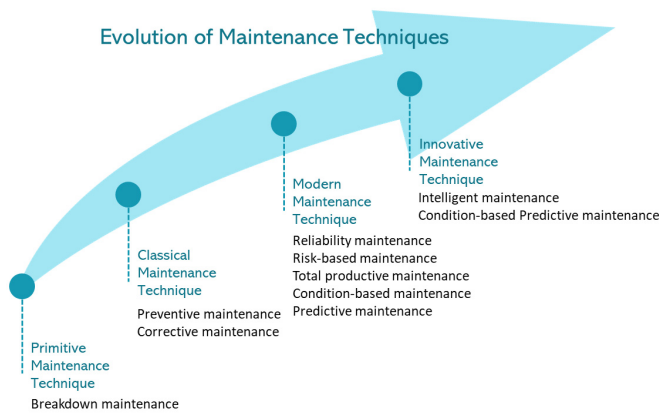 Evolution of Maintenance Techniques
Primitive
Maintenance
Technique
Breakdown maintenance
Classical
Maintenance
Technique
Preventive maintenance
Corrective maintenance
Modern
Maintenance
Technique
Reliability maintenance
Risk-based maintenance
Total productive maintenance
Condition-based maintenance
Predictive maintenance
Innovative
Maintenance
Technique
Intelligent maintenance
Condition-based Predictive maintenance